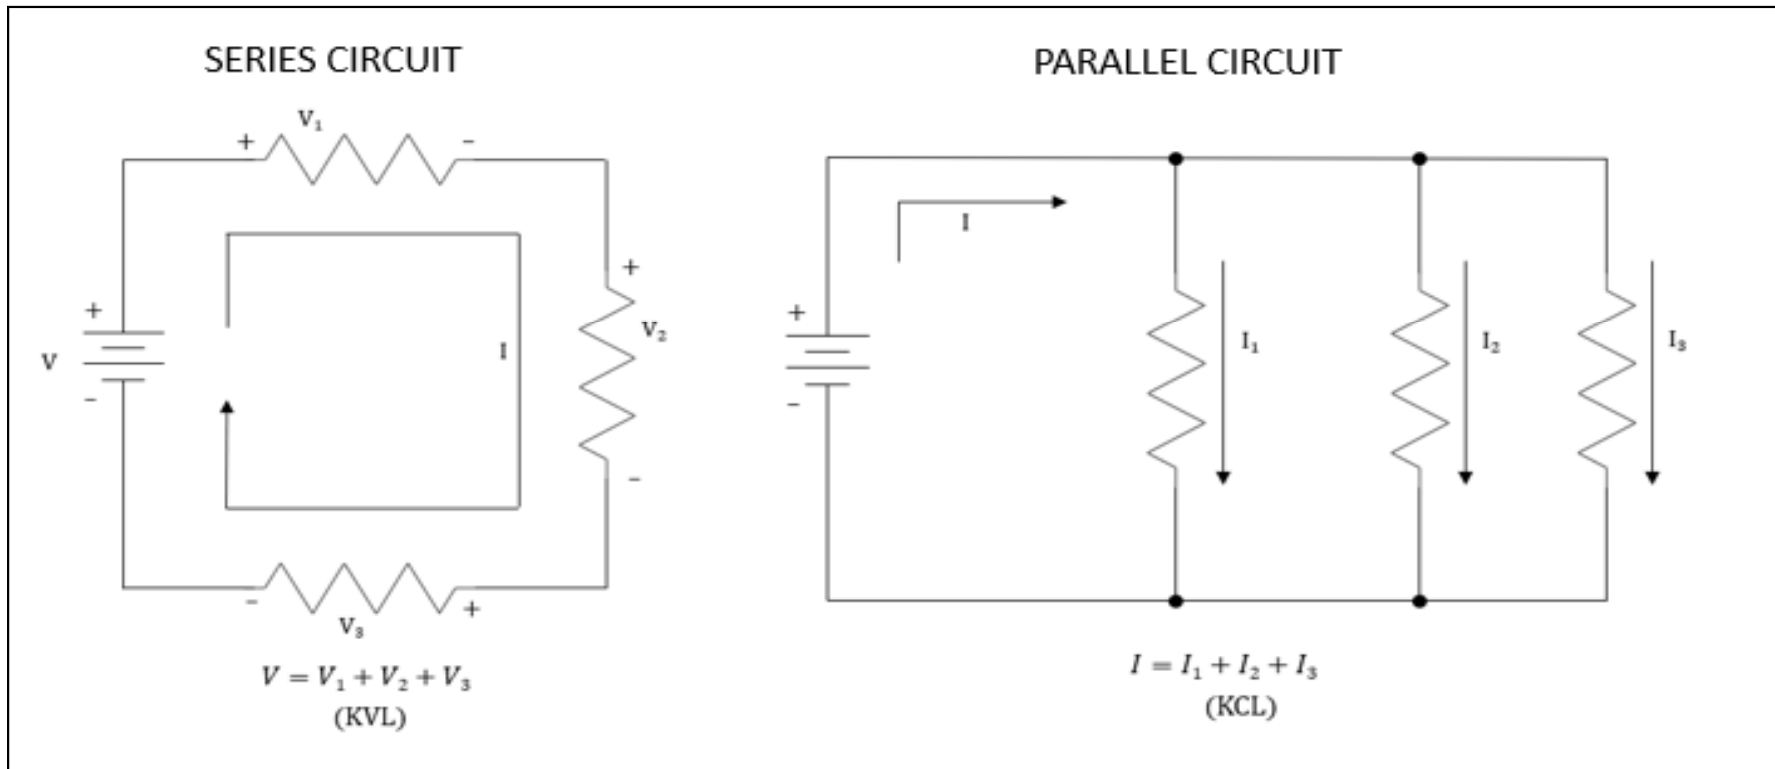 SERIES CIRCUIT
V₁
+ -
+
V₂
-
+
V
-
I
- +
V₃
V = V₁ + V₂ + V₃
(KVL)
PARALLEL CIRCUIT
I
+
-
I₁
I₂
I₃
I = I₁ + I₂ + I₃
(KCL)